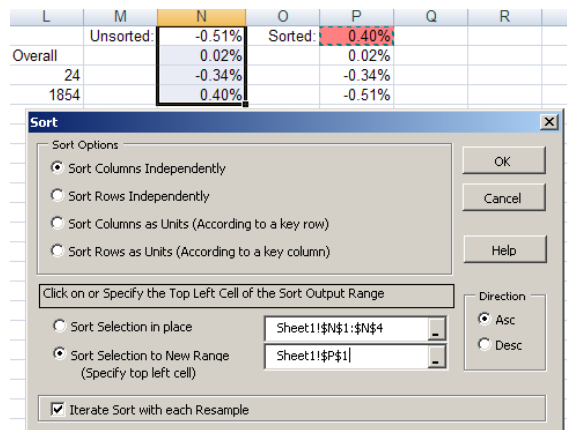 L M N O P Q R
Unsorted: -0.51% Sorted: 0.40%
Overall 0.02% 0.02%
24 -0.34% -0.34%
1854 0.40% -0.51%
Sort
Sort Options
Sort Columns Independently
Sort Rows Independently
Sort Columns as Units (According to a key row)
Sort Rows as Units (According to a key column)
OK
Cancel
Help
Click on or Specify the Top Left Cell of the Sort Output Range
Sort Selection in place Sheet1!$N$1:$N$4
Sort Selection to New Range Sheet1!$P$1
(Specify top left cell)
Direction
Asc
Desc
Iterate Sort with each Resample